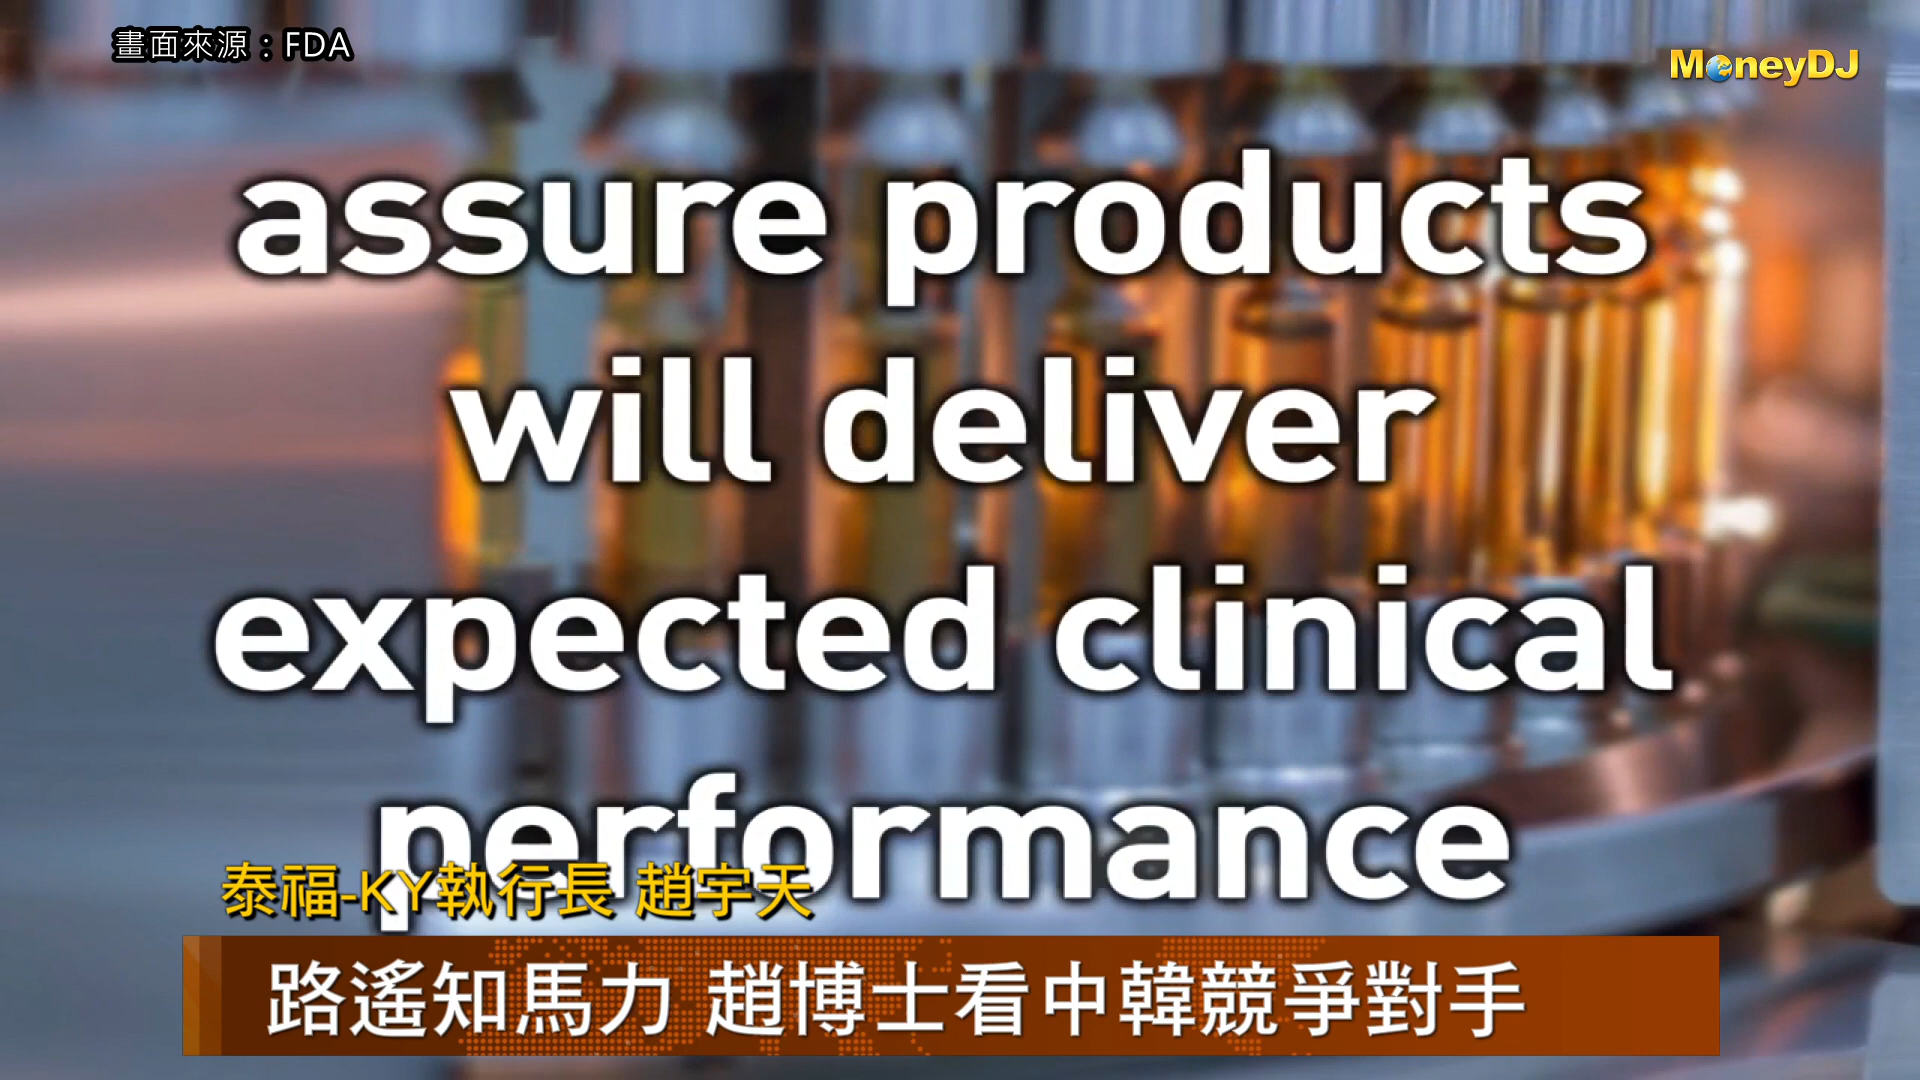 畫面來源：FDA
MoneyDJ
assure products
will deliver
expected clinical
performance
泰福-KY執行長 趙宇天
路遙知馬力 趙博士看中韓競爭對手